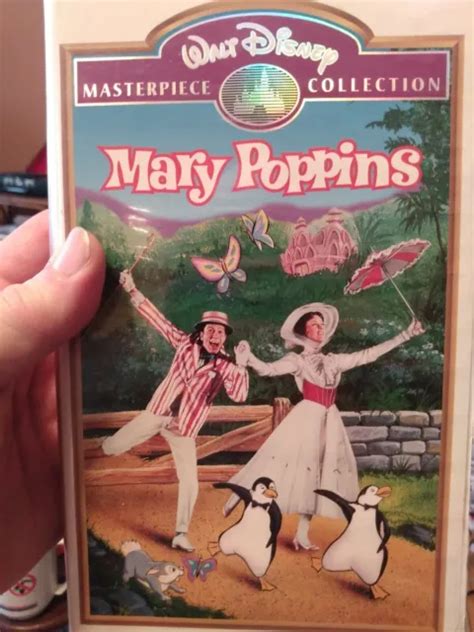 Walt Disney
MASTERPIECE COLLECTION
Mary Poppins